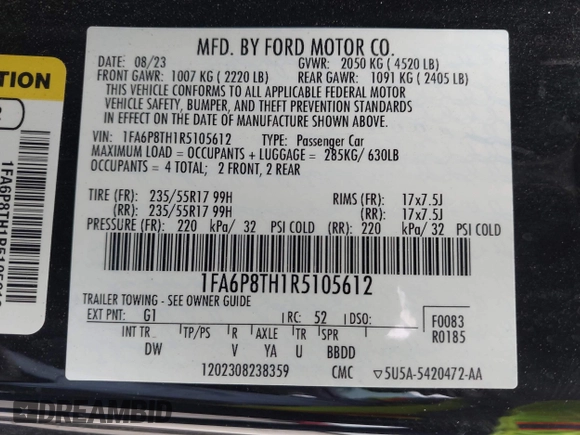 MFD. BY FORD MOTOR CO.
DATE: 08/23 GVWR: 2050 KG ( 4520 LB)
FRONT GAWR: 1007 KG ( 2220 LB) REAR GAWR: 1091 KG ( 2405 LB)
THIS VEHICLE CONFORMS TO ALL APPLICABLE FEDERAL MOTOR
VEHICLE SAFETY, BUMPER, AND THEFT PREVENTION STANDARDS
IN EFFECT ON THE DATE OF MANUFACTURE SHOWN ABOVE.
VIN: 1FA6P8TH1R5105612 TYPE: Passenger Car
MAXIMUM LOAD = OCCUPANTS + LUGGAGE = 285KG/ 630LB
OCCUPANTS = 4 TOTAL; 2 FRONT, 2 REAR
TIRE (FR): 235/55R17 99H RIMS (FR): 17x7.5J
(RR): 235/55R17 99H (RR): 17x7.5J
PRESSURE (FR): 220 kPa/ 32 PSI COLD (RR): 220 kPa/ 32 PSI COLD
1FA6P8TH1R5105612
TRAILER TOWING - SEE OWNER GUIDE
EXT PNT: G1 RC: 52 DSO: F0083
R0185
INT TR TP/PS R AXLE TR SPR
DW V YA U BBDD
1202308238359 CMC 5U5A-5420472-AA
TION
2
1FA6P8TH1R5105612
DREAMBID